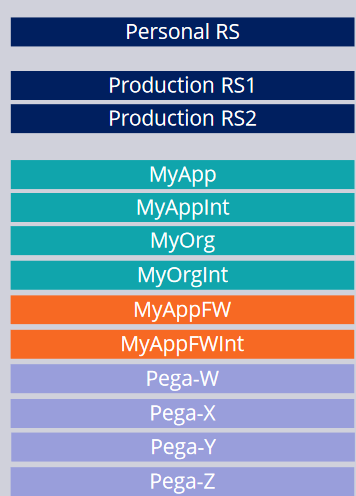 Personal RS
Production RS1
Production RS2
MyApp
MyAppInt
MyOrg
MyOrgInt
MyAppFW
MyAppFWInt
Pega-W
Pega-X
Pega-Y
Pega-Z